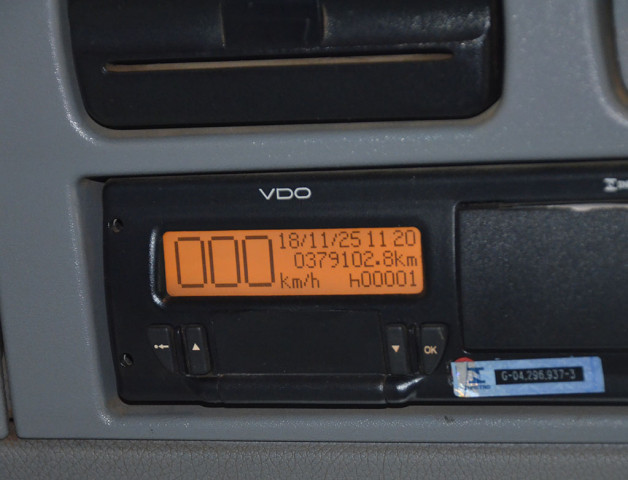 VDO
000
18/11/25 11 20
0379102.8km
km/h h00001
OK
G-04.296.937-3